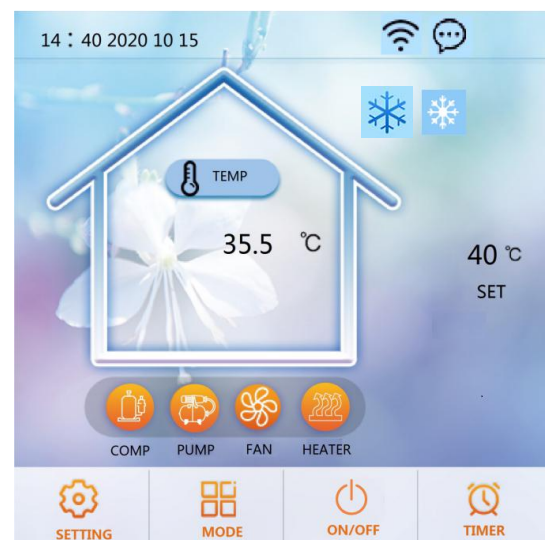 14：40 2020 10 15
TEMP
35.5 ℃
40 ℃
SET
COMP PUMP FAN HEATER
SETTING MODE ON/OFF TIMER